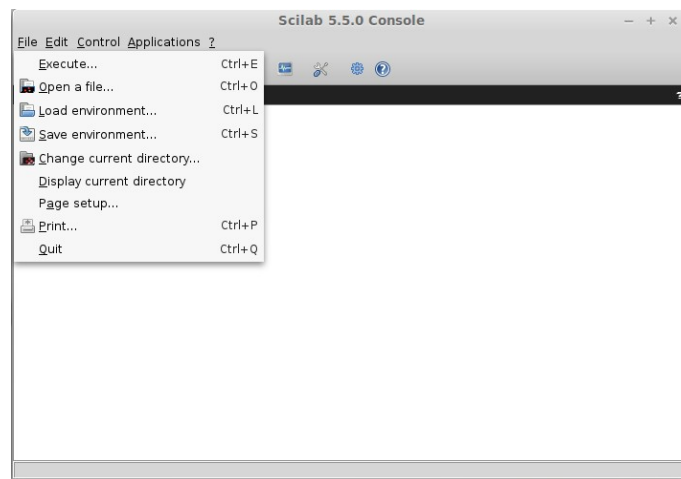 Scilab 5.5.0 Console
File Edit Control Applications ?
Execute... Ctrl+E
Open a file... Ctrl+O
Load environment... Ctrl+L
Save environment... Ctrl+S
Change current directory...
Display current directory
Page setup...
Print... Ctrl+P
Quit Ctrl+Q